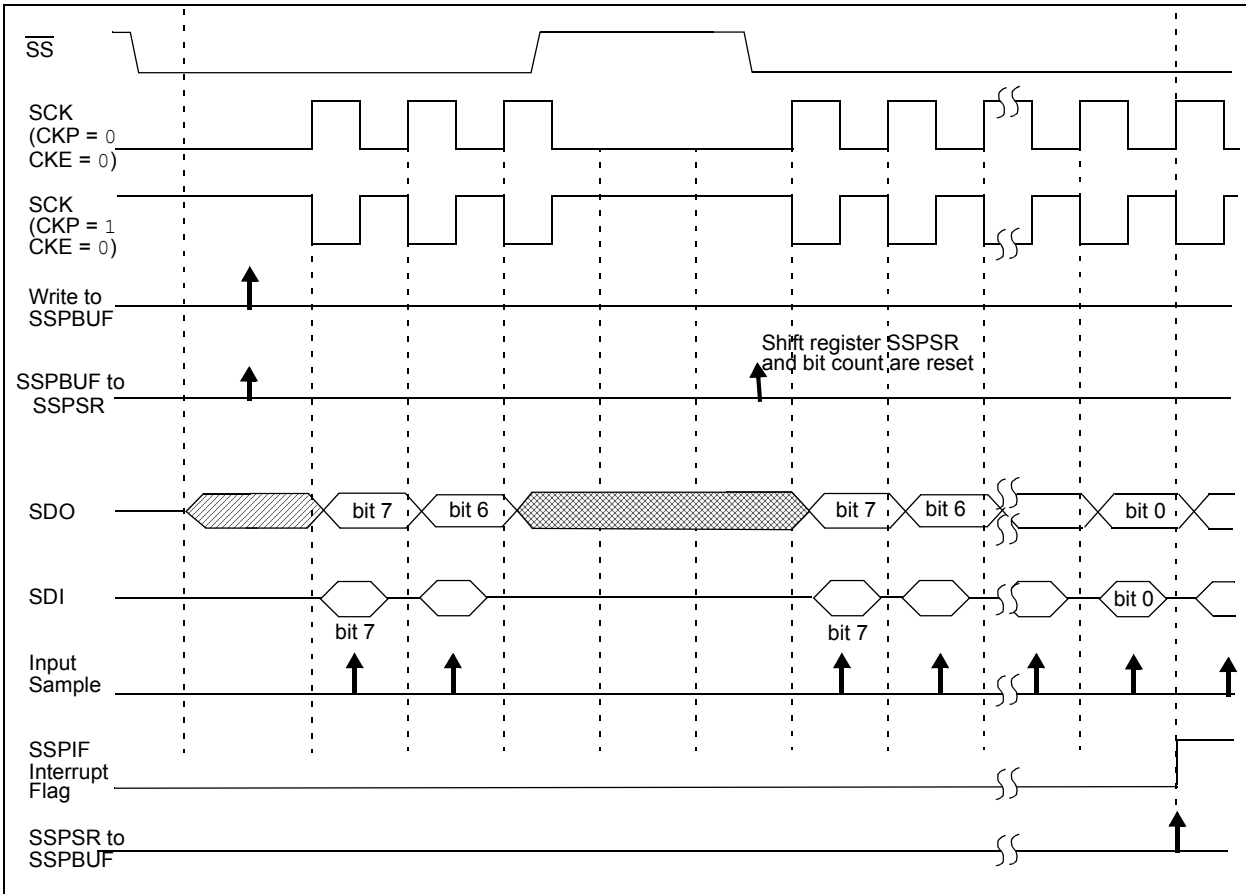 SS
SCK
(CKP = 0
CKE = 0)
SCK
(CKP = 1
CKE = 0)
Write to
SSPBUF
Shift register SSPSR
and bit count are reset
SSPBUF to
SSPSR
SDO
bit 7
bit 6
bit 7
bit 6
bit 0
SDI
bit 0
bit 7
bit 7
Input
Sample
SSPIF
Interrupt
Flag
SSPSR to
SSPBUF